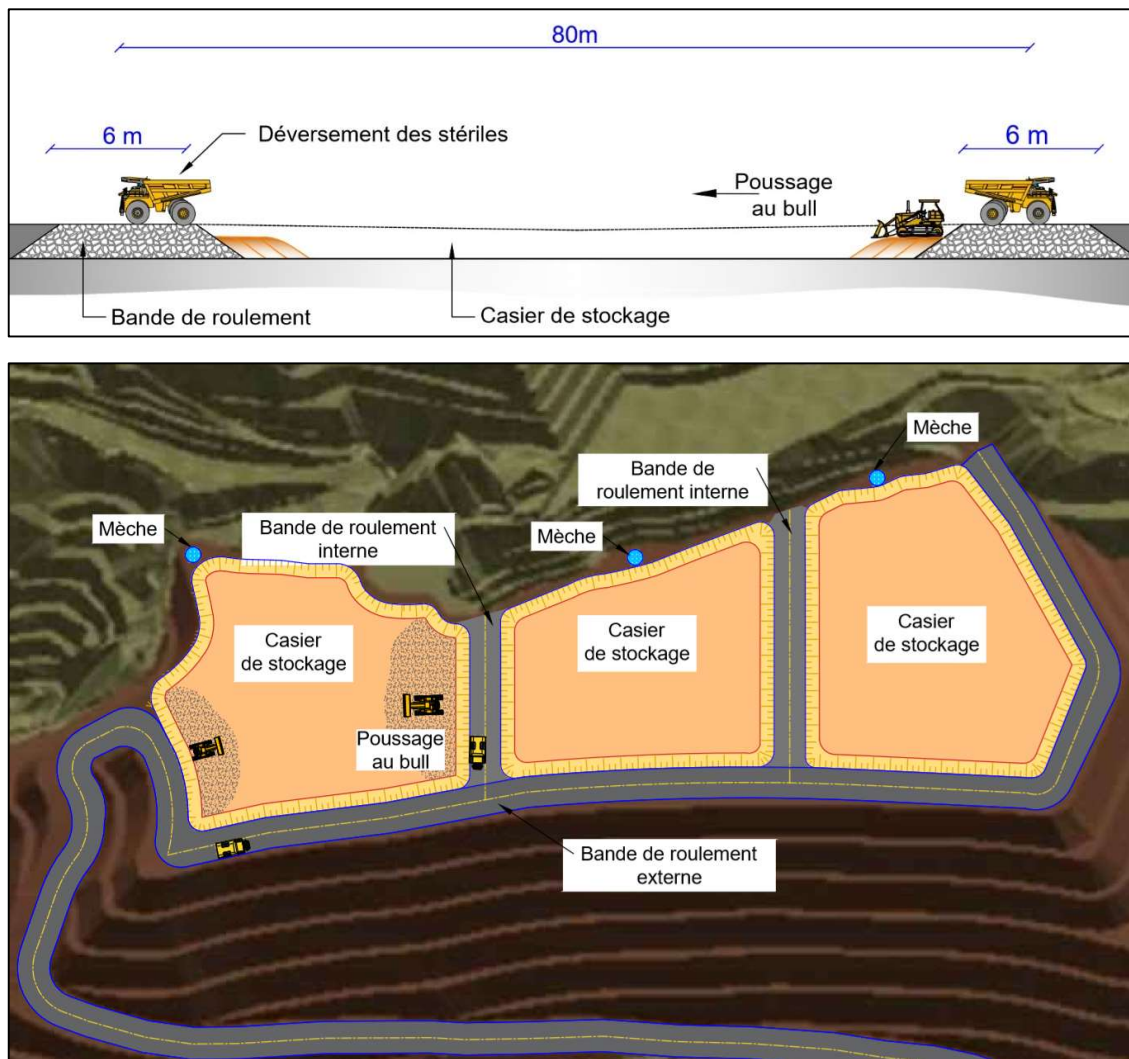 80m
6 m
Déversement des stériles
6 m
Poussage
au bull
Bande de roulement
Casier de stockage
Mèche
Bande de
roulement interne
Mèche
Bande de roulement
interne
Mèche
Casier
de stockage
Casier
de stockage
Casier
de stockage
Poussage
au bull
Bande de roulement
externe